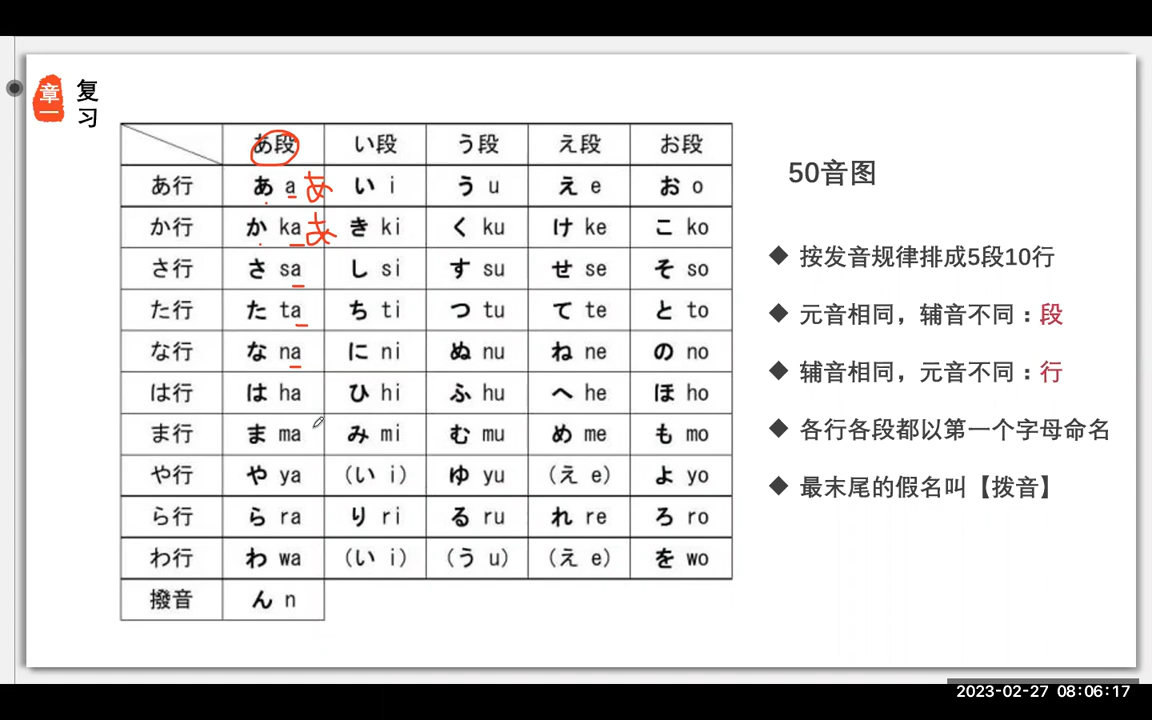 章一
复习
あ段 い段 う段 え段 お段
あ行 あ a あ い i う u え e お o
か行 か ka あ き ki く ku け ke こ ko
さ行 さ sa し si す su せ se そ so
た行 た ta ち ti つ tu て te と to
な行 な na に ni ぬ nu ね ne の no
は行 は ha ひ hi ふ hu へ he ほ ho
ま行 ま ma み mi む mu め me も mo
や行 や ya (い i) ゆ yu (え e) よ yo
ら行 ら ra り ri る ru れ re ろ ro
わ行 わ wa (い i) (う u) (え e) を wo
撥音 ん n
50音图
◆ 按发音规律排成5段10行
◆ 元音相同，辅音不同：段
◆ 辅音相同，元音不同：行
◆ 各行各段都以第一个字母命名
◆ 最末尾的假名叫【拨音】
2023-02-27 08:06:17